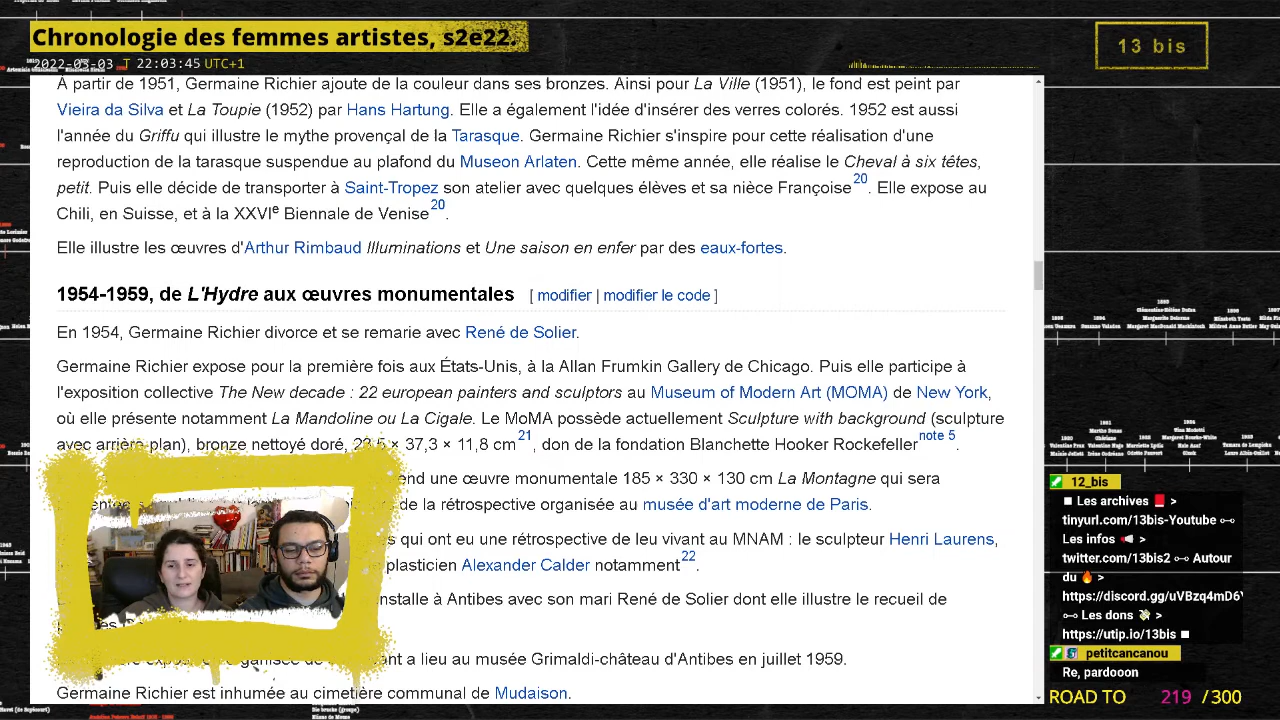 Chronologie des femmes artistes, s2e22.
2022-03-03 T 22:03:45 UTC+1
13 bis
À partir de 1951, Germaine Richier ajoute de la couleur dans ses bronzes. Ainsi pour La Ville (1951), le fond est peint par
Vieira da Silva et La Toupie (1952) par Hans Hartung. Elle a également l'idée d'insérer des verres colorés. 1952 est aussi
l'année du Griffu qui illustre le mythe provençal de la Tarasque. Germaine Richier s'inspire pour cette réalisation d'une
reproduction de la tarasque suspendue au plafond du Museon Arlaten. Cette même année, elle réalise le Cheval à six têtes,
petit. Puis elle décide de transporter à Saint-Tropez son atelier avec quelques élèves et sa nièce Françoise20. Elle expose au
Chili, en Suisse, et à la XXVIe Biennale de Venise20.
Elle illustre les œuvres d'Arthur Rimbaud Illuminations et Une saison en enfer par des eaux-fortes.
1954-1959, de L'Hydre aux œuvres monumentales [ modifier | modifier le code ]
En 1954, Germaine Richier divorce et se remarie avec René de Solier.
Germaine Richier expose pour la première fois aux États-Unis, à la Allan Frumkin Gallery de Chicago. Puis elle participe à
l'exposition collective The New decade : 22 european painters and sculptors au Museum of Modern Art (MOMA) de New York,
où elle présente notamment La Mandoline ou La Cigale. Le MoMA possède actuellement Sculpture with background (sculpture
avec arrière-plan), bronze nettoyé doré, × 37,3 × 11,8 cm21 don de la fondation Blanchette Hooker Rockefellernote 5.
une œuvre monumentale 185 × 330 × 130 cm La Montagne qui sera
de la rétrospective organisée au musée d'art moderne de Paris.
qui ont eu une rétrospective de leu vivant au MNAM : le sculpteur Henri Laurens,
plasticien Alexander Calder notamment22.
à Antibes avec son mari René de Solier dont elle illustre le recueil de
a lieu au musée Grimaldi-château d'Antibes en juillet 1959.
Germaine Richier est inhumée au cimetière communal de Mudaison.
12_bis
Les archives >
tinyurl.com/13bis-Youtube
Les infos >
twitter.com/13bis2 Autour
du >
https://discord.gg/uVBzq4mD6
Les dons >
https://utip.io/13bis
petitcancanou
Re, pardooon
ROAD TO 219 / 300